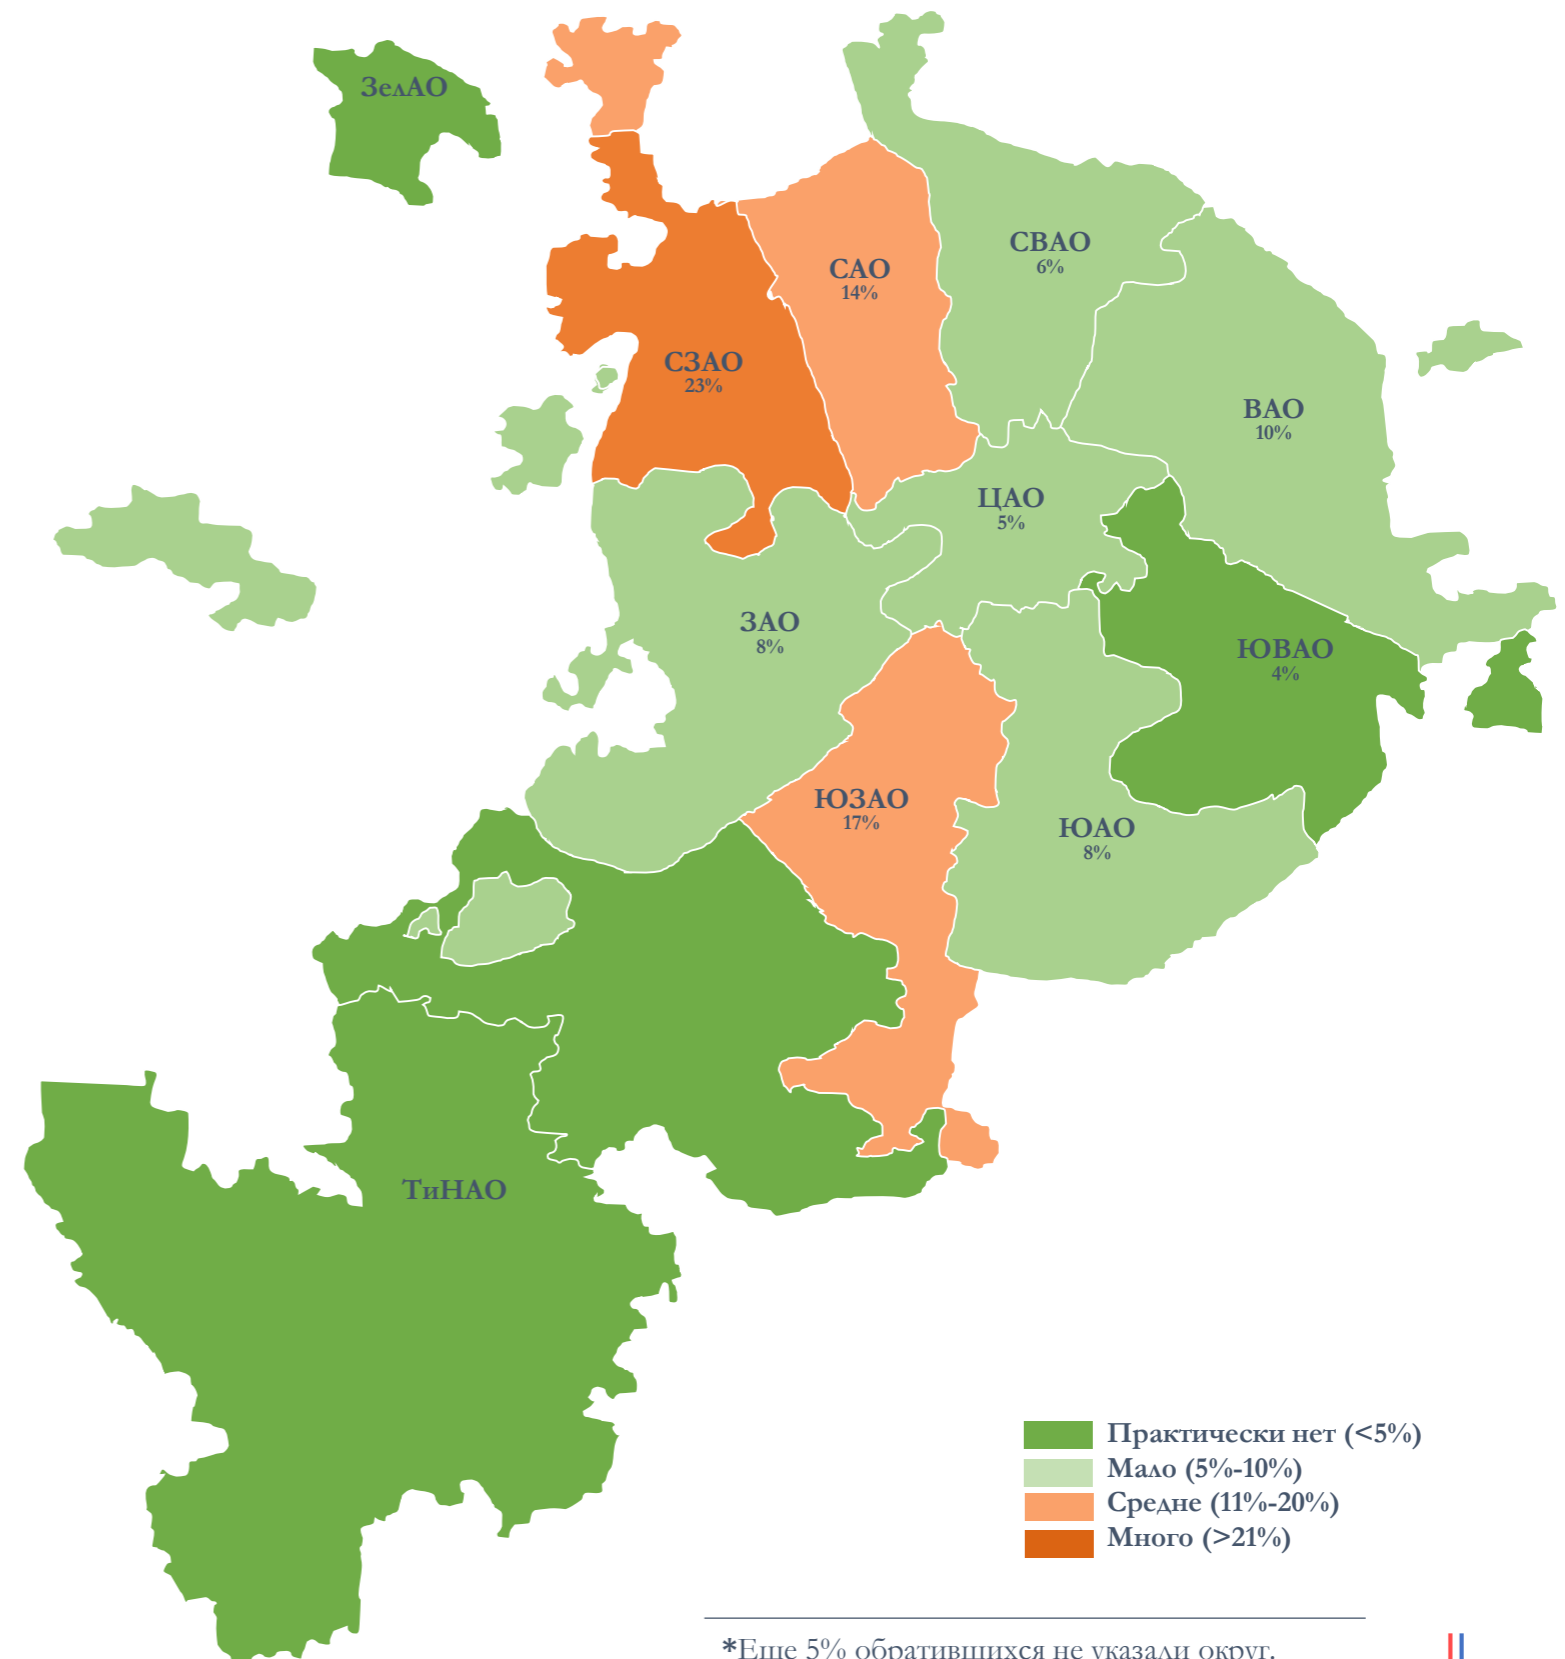 ЗелАО
СВАО
6%
САО
14%
СЗАО
23%
ВАО
10%
ЦАО
5%
ЗАО
8%
ЮВАО
4%
ЮЗАО
17%
ЮАО
8%
ТиНАО
Практически нет (<5%)
Мало (5%-10%)
Средне (11%-20%)
Много (>21%)
*Еще 5% обратившихся не указали округ.